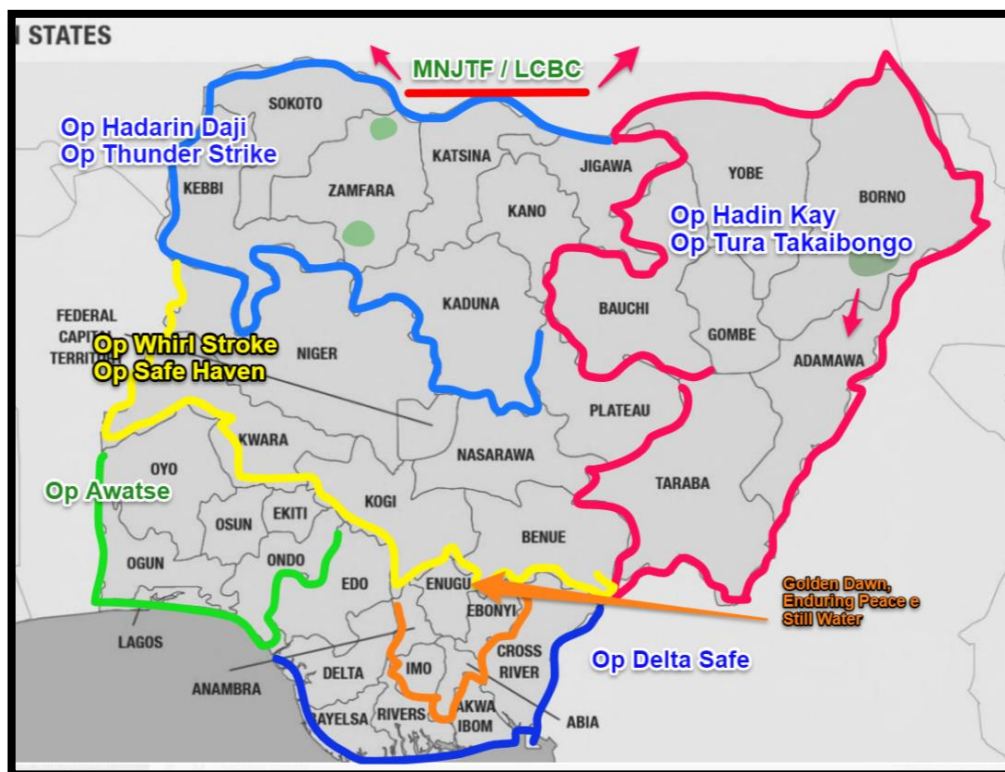 STATES
MNJTF / LCBC
SOKOTO
Op Hadarin Daji
Op Thunder Strike
KATSINA
JIGAWA
YOBE
KEBBI
ZAMFARA
KANO
BORNO
Op Hadin Kay
Op Tura Takaibongo
KADUNA
BAUCHI
FEDERAL
CAPITAL
Op Whirl Stroke
Op Safe Haven
NIGER
GOMBE
ADAMAWA
PLATEAU
KWARA
NASARAWA
OYO
TARABA
Op Awatse
KOGI
EKITI
OSUN
BENUE
ONDO
OGUN
EDO
ENUGU
Golden Dawn,
Enduring Peace e
Still Water
EBONYI
LAGOS
CROSS
RIVER
Op Delta Safe
DELTA
IMO
ANAMBRA
AKWA
IBOM
ABIA
BAYELSA
RIVERS